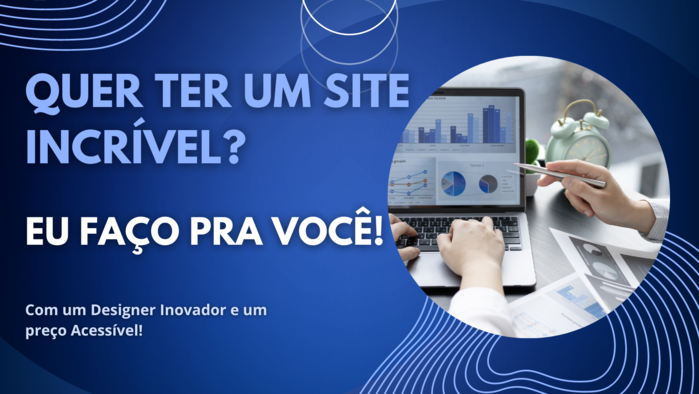 QUER TER UM SITE
INCRÍVEL?
EU FAÇO PRA VOCÊ!
Com um Designer Inovador e um
preço Acessível!